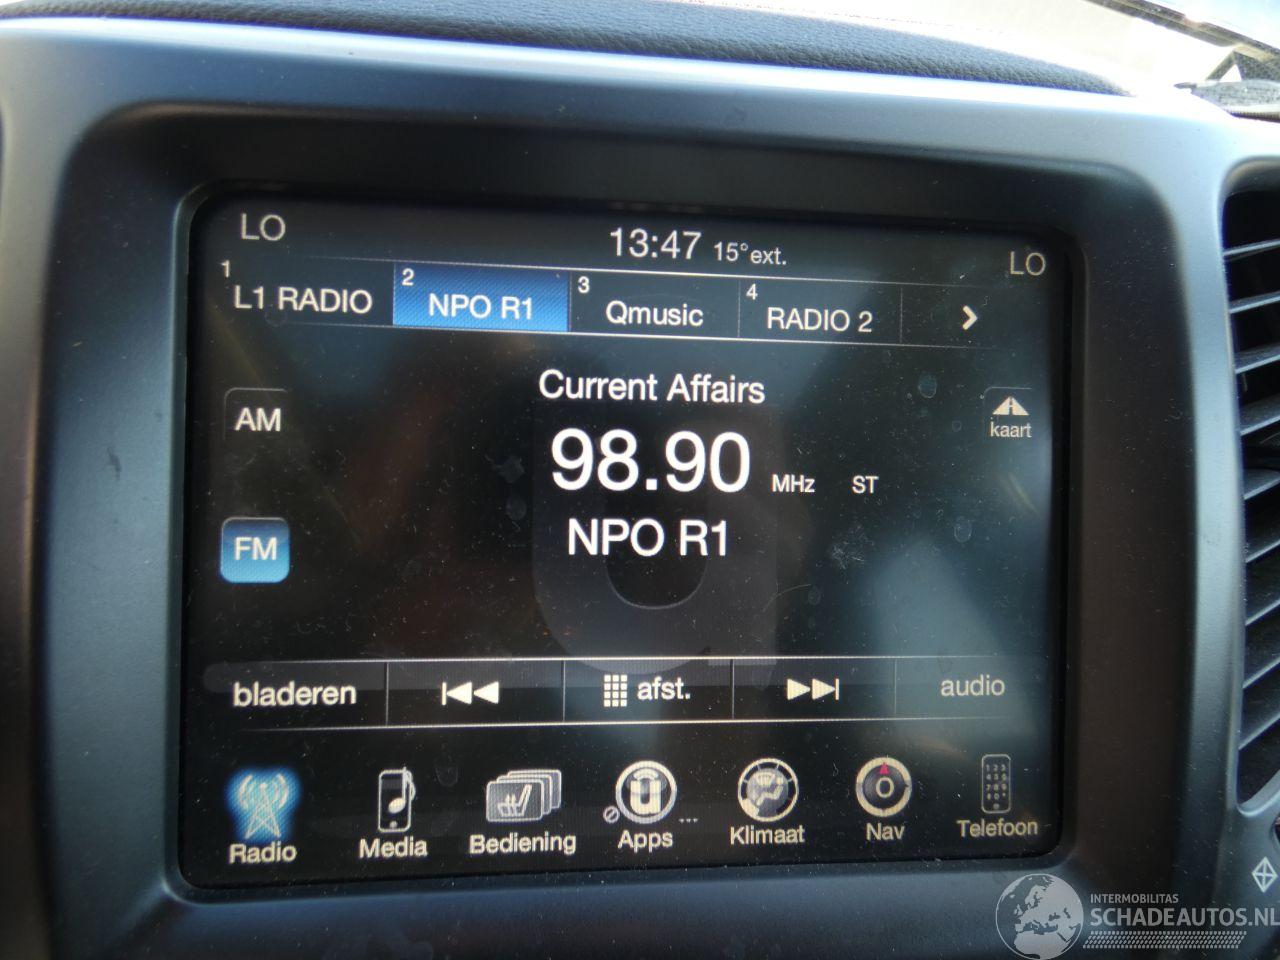 LO 13:47 15°ext. LO
1 L1 RADIO 2 NPO R1 3 Qmusic 4 RADIO 2
Current Affairs
AM 98.90 MHz ST kaart
FM NPO R1
bladeren afst. audio
Radio Media Bediening Apps ... Klimaat Nav Telefoon
INTERMOBILITAS
SCHADEAUTOS.NL